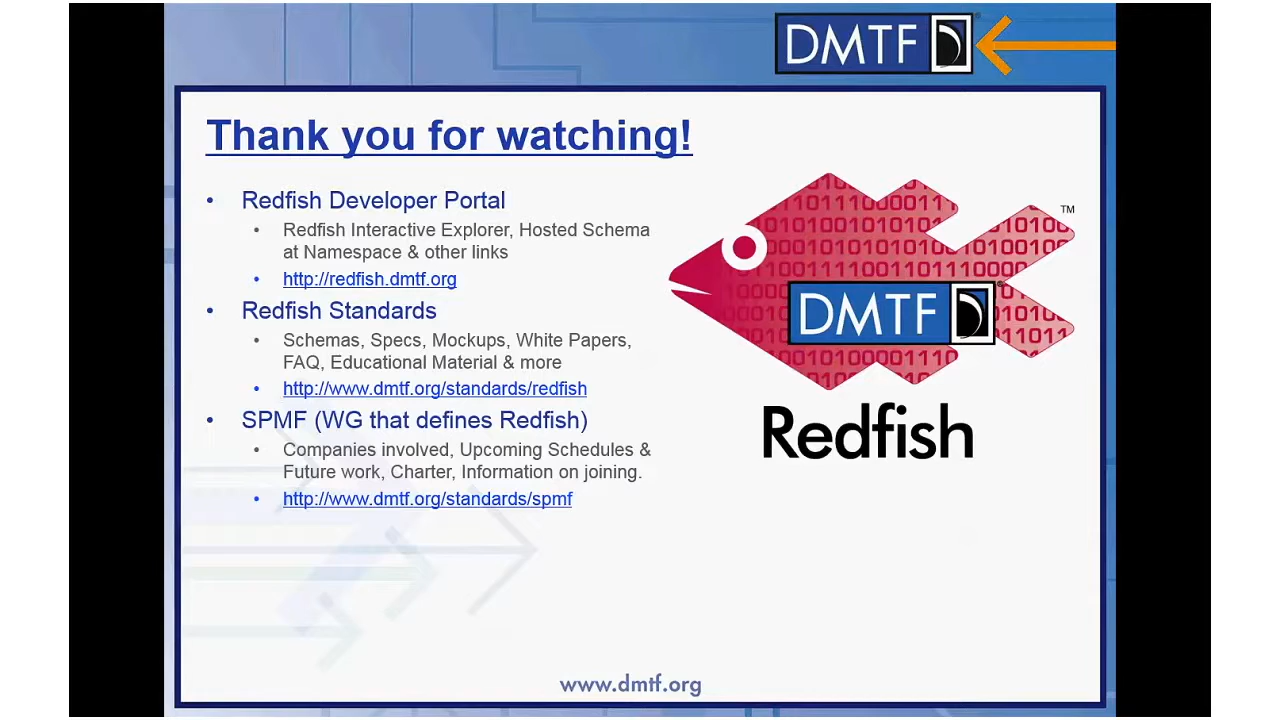 DMTF
Thank you for watching!
• Redfish Developer Portal
• Redfish Interactive Explorer, Hosted Schema
at Namespace & other links
• http://redfish.dmtf.org
• Redfish Standards
• Schemas, Specs, Mockups, White Papers,
FAQ, Educational Material & more
• http://www.dmtf.org/standards/redfish
• SPMF (WG that defines Redfish)
• Companies involved, Upcoming Schedules &
Future work, Charter, Information on joining.
• http://www.dmtf.org/standards/spmf
TM
DMTF®
Redfish
www.dmtf.org